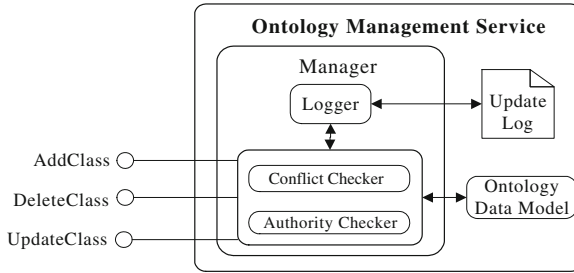 Ontology Management Service
Manager
Logger
Update
Log
AddClass
Conflict Checker
DeleteClass
Ontology
Data Model
Authority Checker
UpdateClass